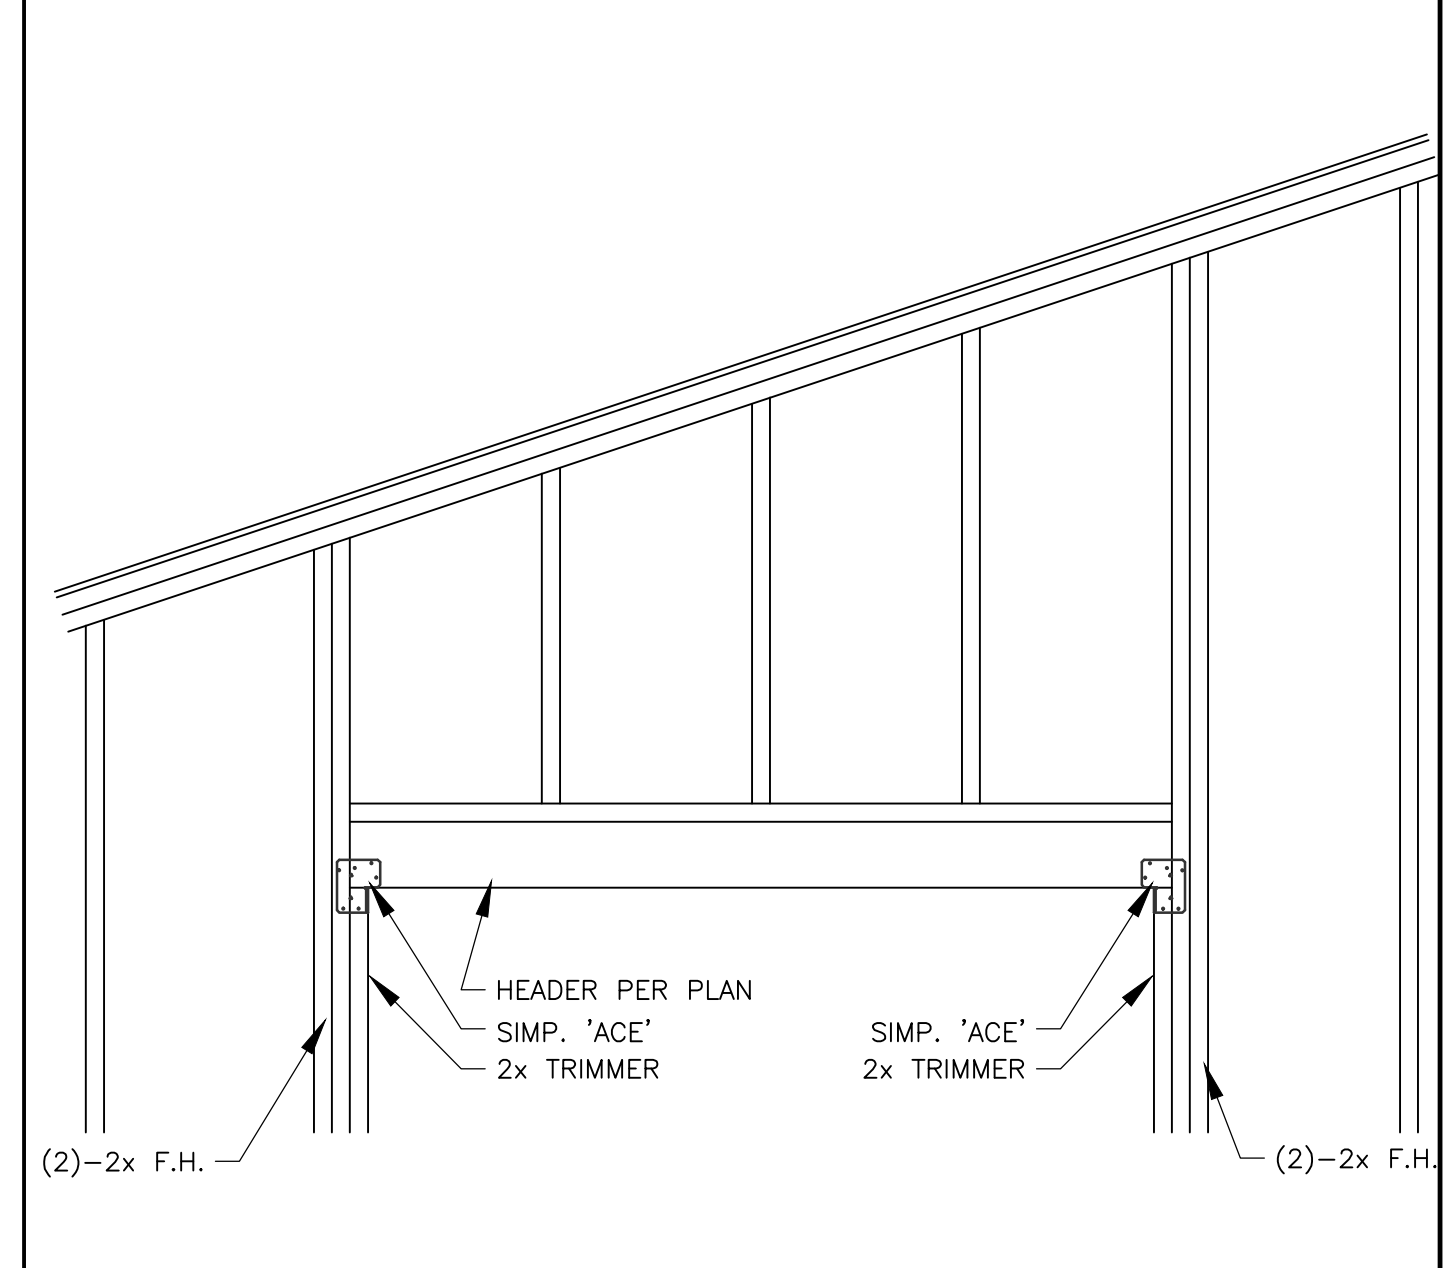 HEADER PER PLAN
SIMP. 'ACE'
2x TRIMMER
SIMP. 'ACE'
2x TRIMMER
(2)-2x F.H.
(2)-2x F.H.